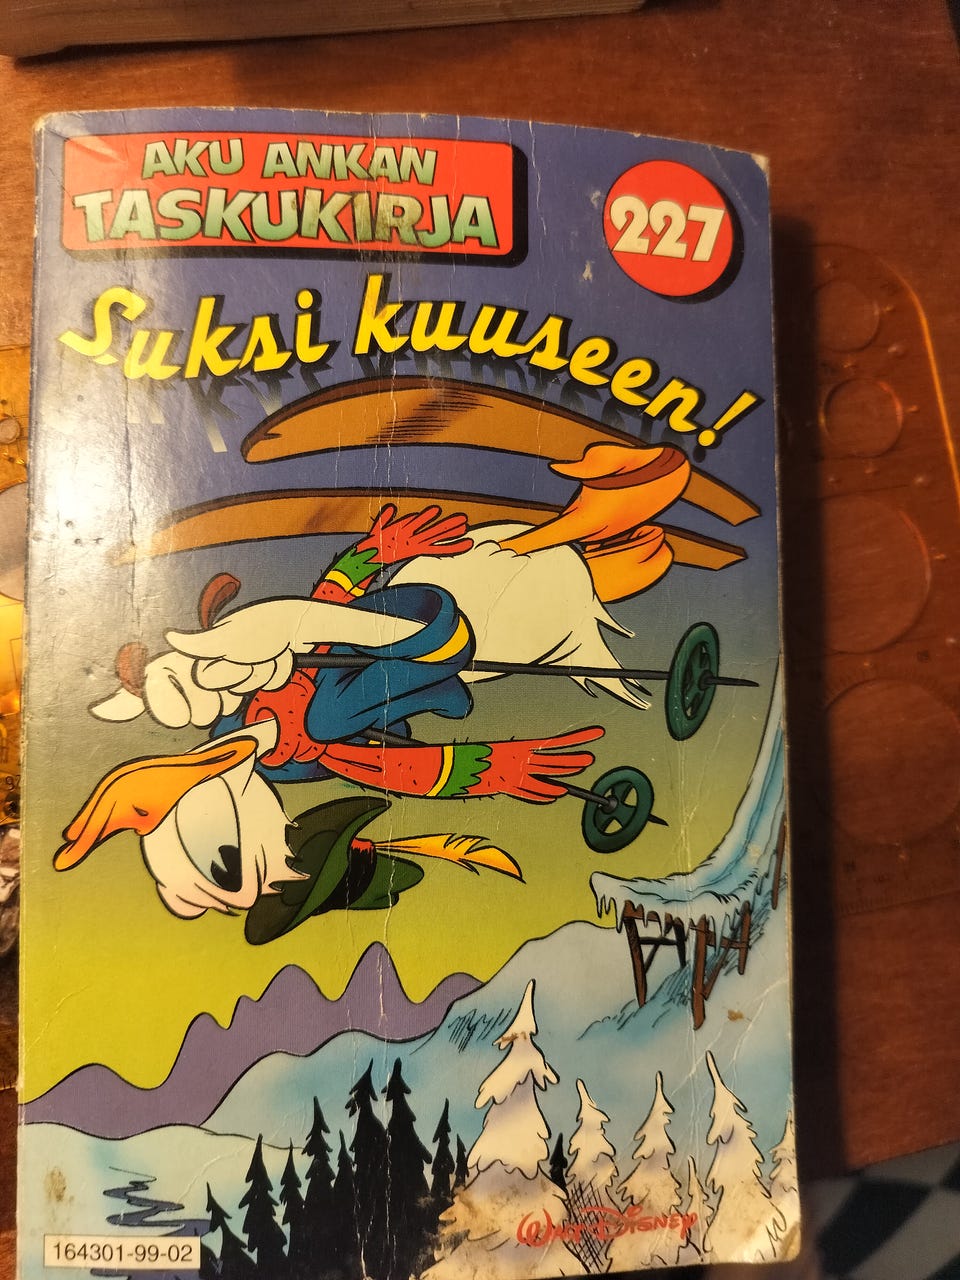 AKU ANKAN
TASKUKIRJA
227
Suksi kuuseen!
WALT DISNEY
164301-99-02